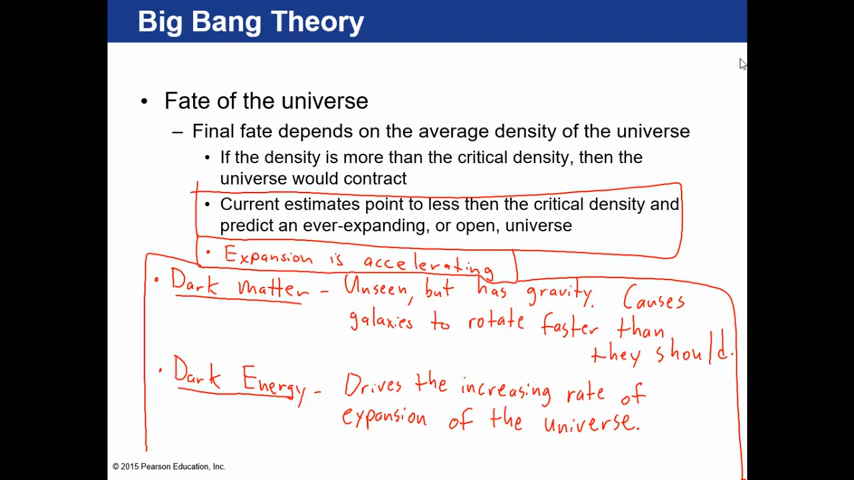 Big Bang Theory
• Fate of the universe
– Final fate depends on the average density of the universe
• If the density is more than the critical density, then the
universe would contract
• Current estimates point to less then the critical density and
predict an ever-expanding, or open, universe
• Expansion is accelerating
• Dark Matter – Unseen, but has gravity. Causes
galaxies to rotate faster than
they should.
• Dark Energy – Drives the increasing rate of
expansion of the universe.
© 2015 Pearson Education, Inc.